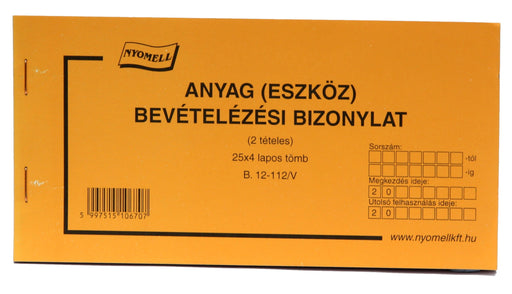 NYOMELL
ANYAG (ESZKÖZ)
BEVÉTELÉZÉSI BIZONYLAT
(2 tételes)
25x4 lapos tömb
B. 12-112/V
Sorszám:
-tól
-ig
Megkezdés ideje:
2 0
Utolsó felhasználás ideje:
2 0
5 997515 106707
www.nyomellkft.hu